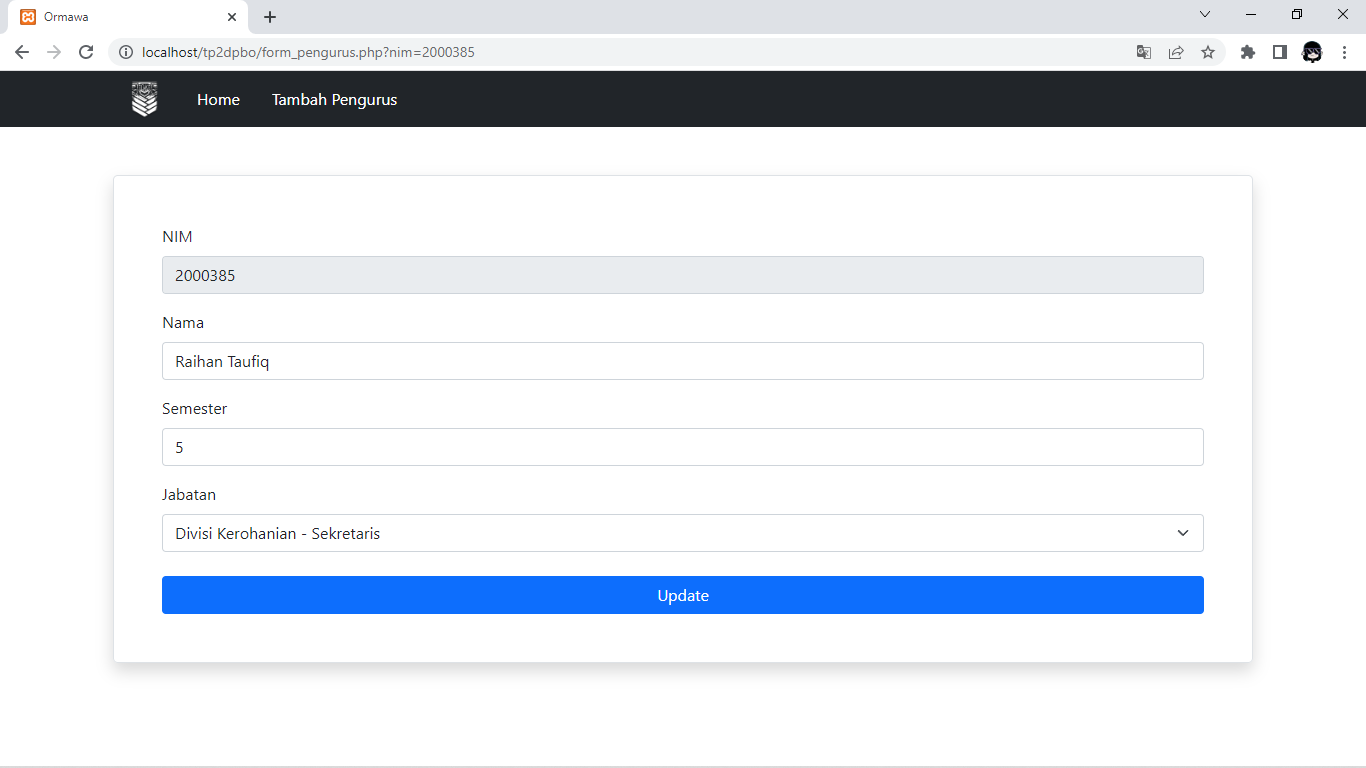 Ormawa
localhost/tp2dpbo/form_pengurus.php?nim=2000385
Home Tambah Pengurus
NIM
2000385
Nama
Raihan Taufiq
Semester
5
Jabatan
Divisi Kerohanian - Sekretaris
Update